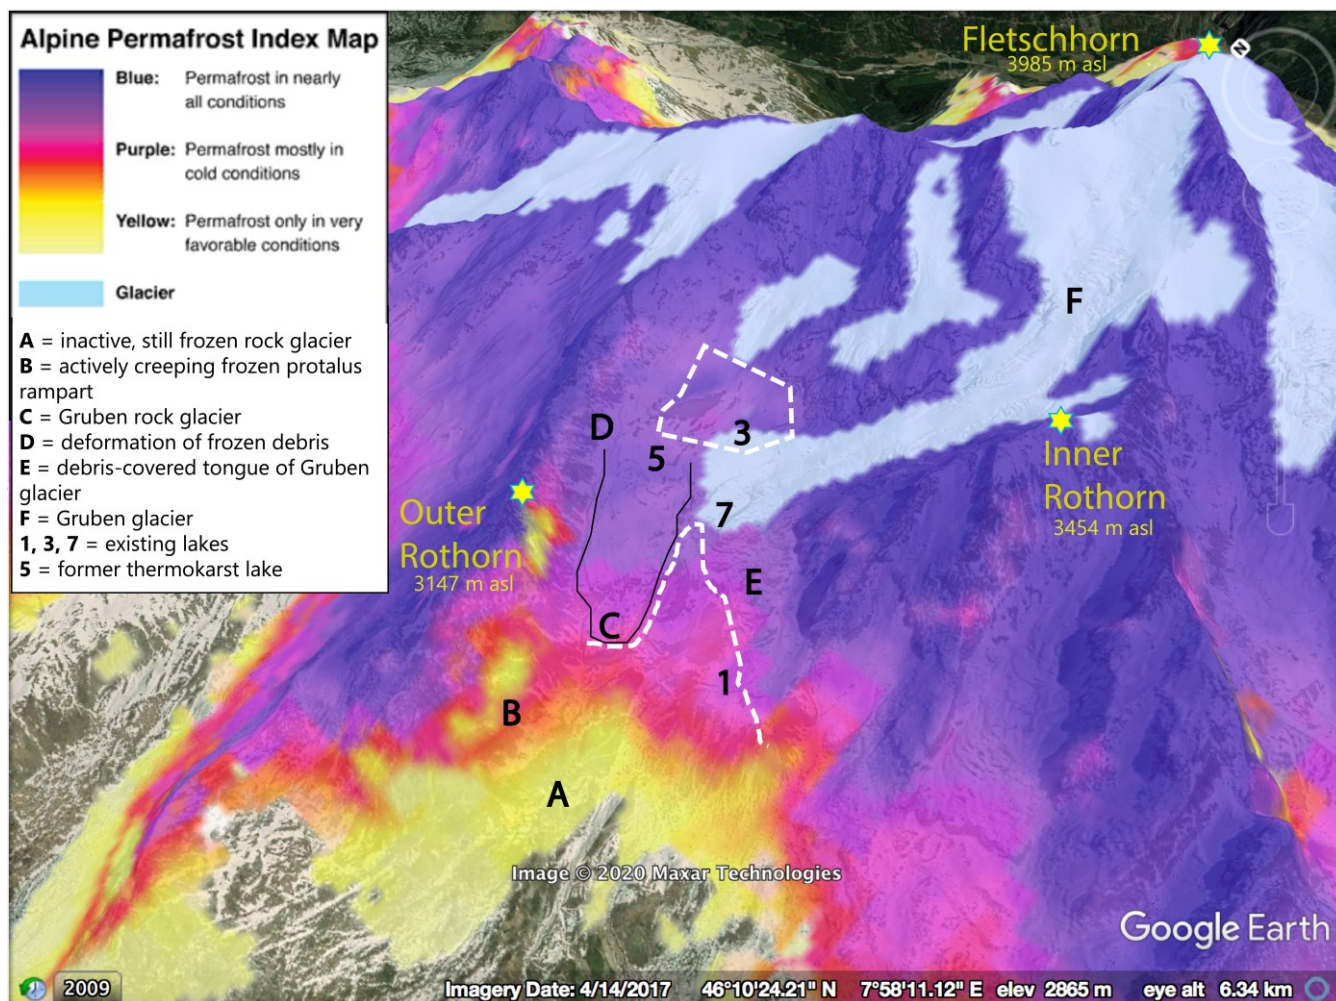 Alpine Permafrost Index Map
Blue: Permafrost in nearly
all conditions
Purple: Permafrost mostly in
cold conditions
Yellow: Permafrost only in very
favorable conditions
Glacier
A = inactive, still frozen rock glacier
B = actively creeping frozen protalus
rampart
C = Gruben rock glacier
D = deformation of frozen debris
E = debris-covered tongue of Gruben
glacier
F = Gruben glacier
1, 3, 7 = existing lakes
5 = former thermokarst lake
Fletschhorn
3985 m asl
N
F
D
3
5
Inner
Rothorn
3454 m asl
Outer
Rothorn
3147 m asl
7
E
C
1
B
A
Image © 2020 Maxar Technologies
Google Earth
2009
Imagery Date: 4/14/2017 46°10'24.21" N 7°58'11.12" E elev 2865 m eye alt 6.34 km